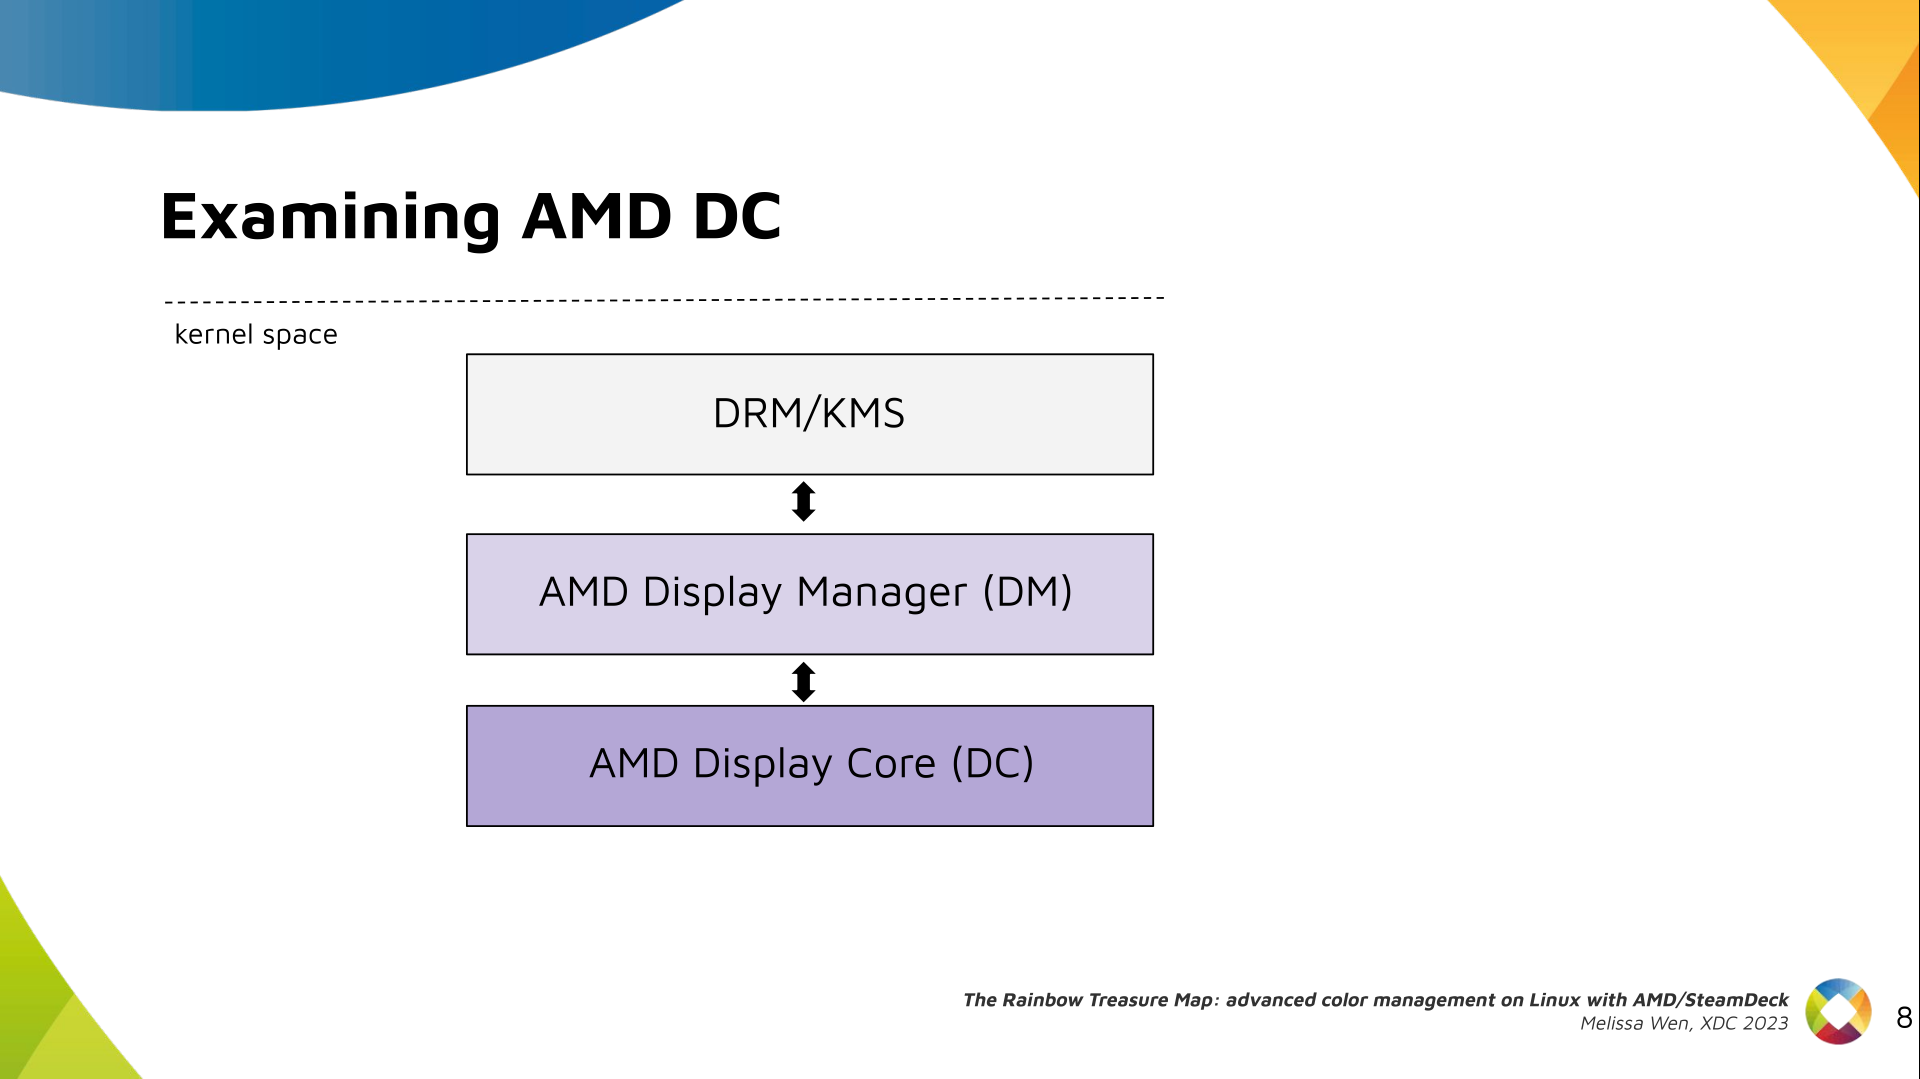 Examining AMD DC
kernel space
DRM/KMS
AMD Display Manager (DM)
AMD Display Core (DC)
The Rainbow Treasure Map: advanced color management on Linux with AMD/SteamDeck
Melissa Wen, XDC 2023
8